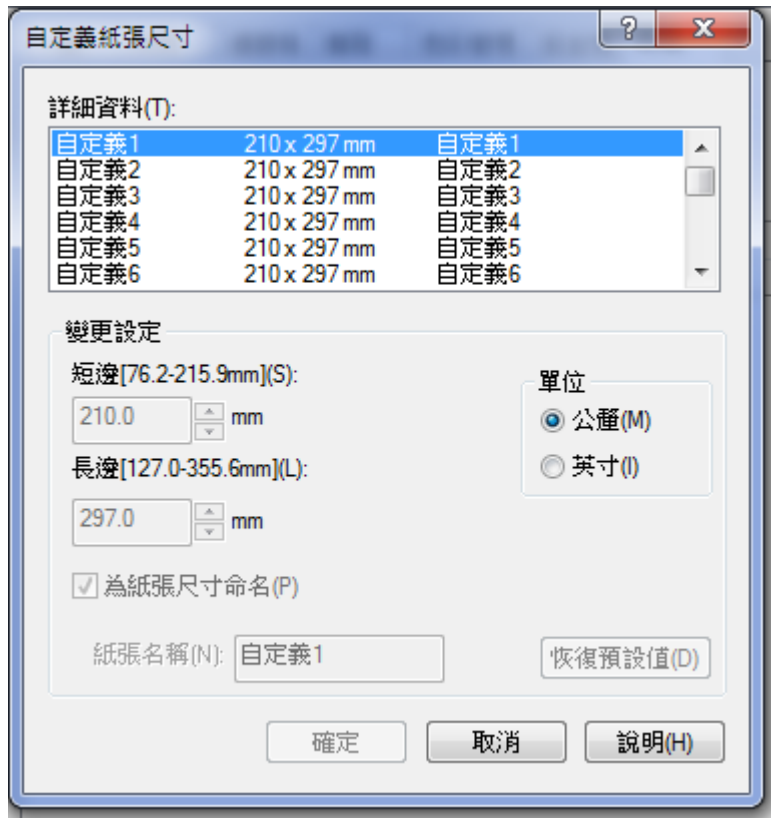 自定義紙張尺寸
詳細資料(T):
自定義1 210 x 297 mm 自定義1
自定義2 210 x 297 mm 自定義2
自定義3 210 x 297 mm 自定義3
自定義4 210 x 297 mm 自定義4
自定義5 210 x 297 mm 自定義5
自定義6 210 x 297 mm 自定義6
變更設定
短邊[76.2-215.9mm](S):
210.0 mm
長邊[127.0-355.6mm](L):
297.0 mm
單位
公釐(M)
英寸(I)
為紙張尺寸命名(P)
紙張名稱(N): 自定義1
恢復預設值(D)
確定 取消 說明(H)